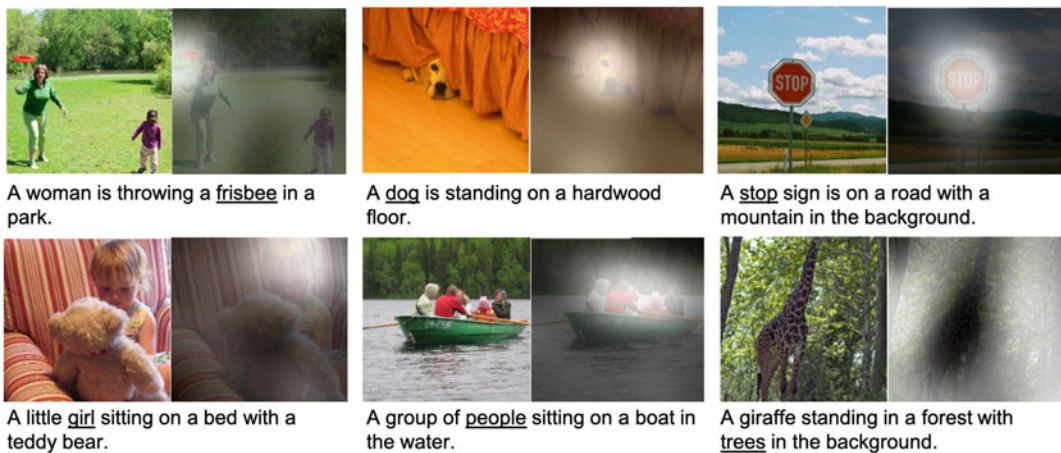 STOP
STOP
A woman is throwing a frisbee in a
park.
A dog is standing on a hardwood
floor.
A stop sign is on a road with a
mountain in the background.
A little girl sitting on a bed with a
teddy bear.
A group of people sitting on a boat in
the water.
A giraffe standing in a forest with
trees in the background.